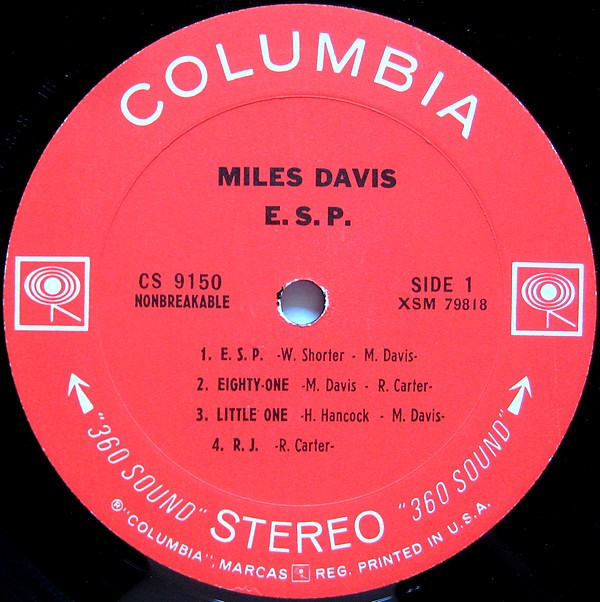 COLUMBIA
MILES DAVIS
E. S. P.
CS 9150
NONBREAKABLE
SIDE 1
XSM 79818
1. E. S. P. -W. Shorter - M. Davis-
2. EIGHTY-ONE -M. Davis - R. Carter-
3. LITTLE ONE -H. Hancock - M. Davis-
4. R. J. -R. Carter-
"360 SOUND" STEREO "360 SOUND"
®"COLUMBIA", MARCAS REG. PRINTED IN U.S.A.